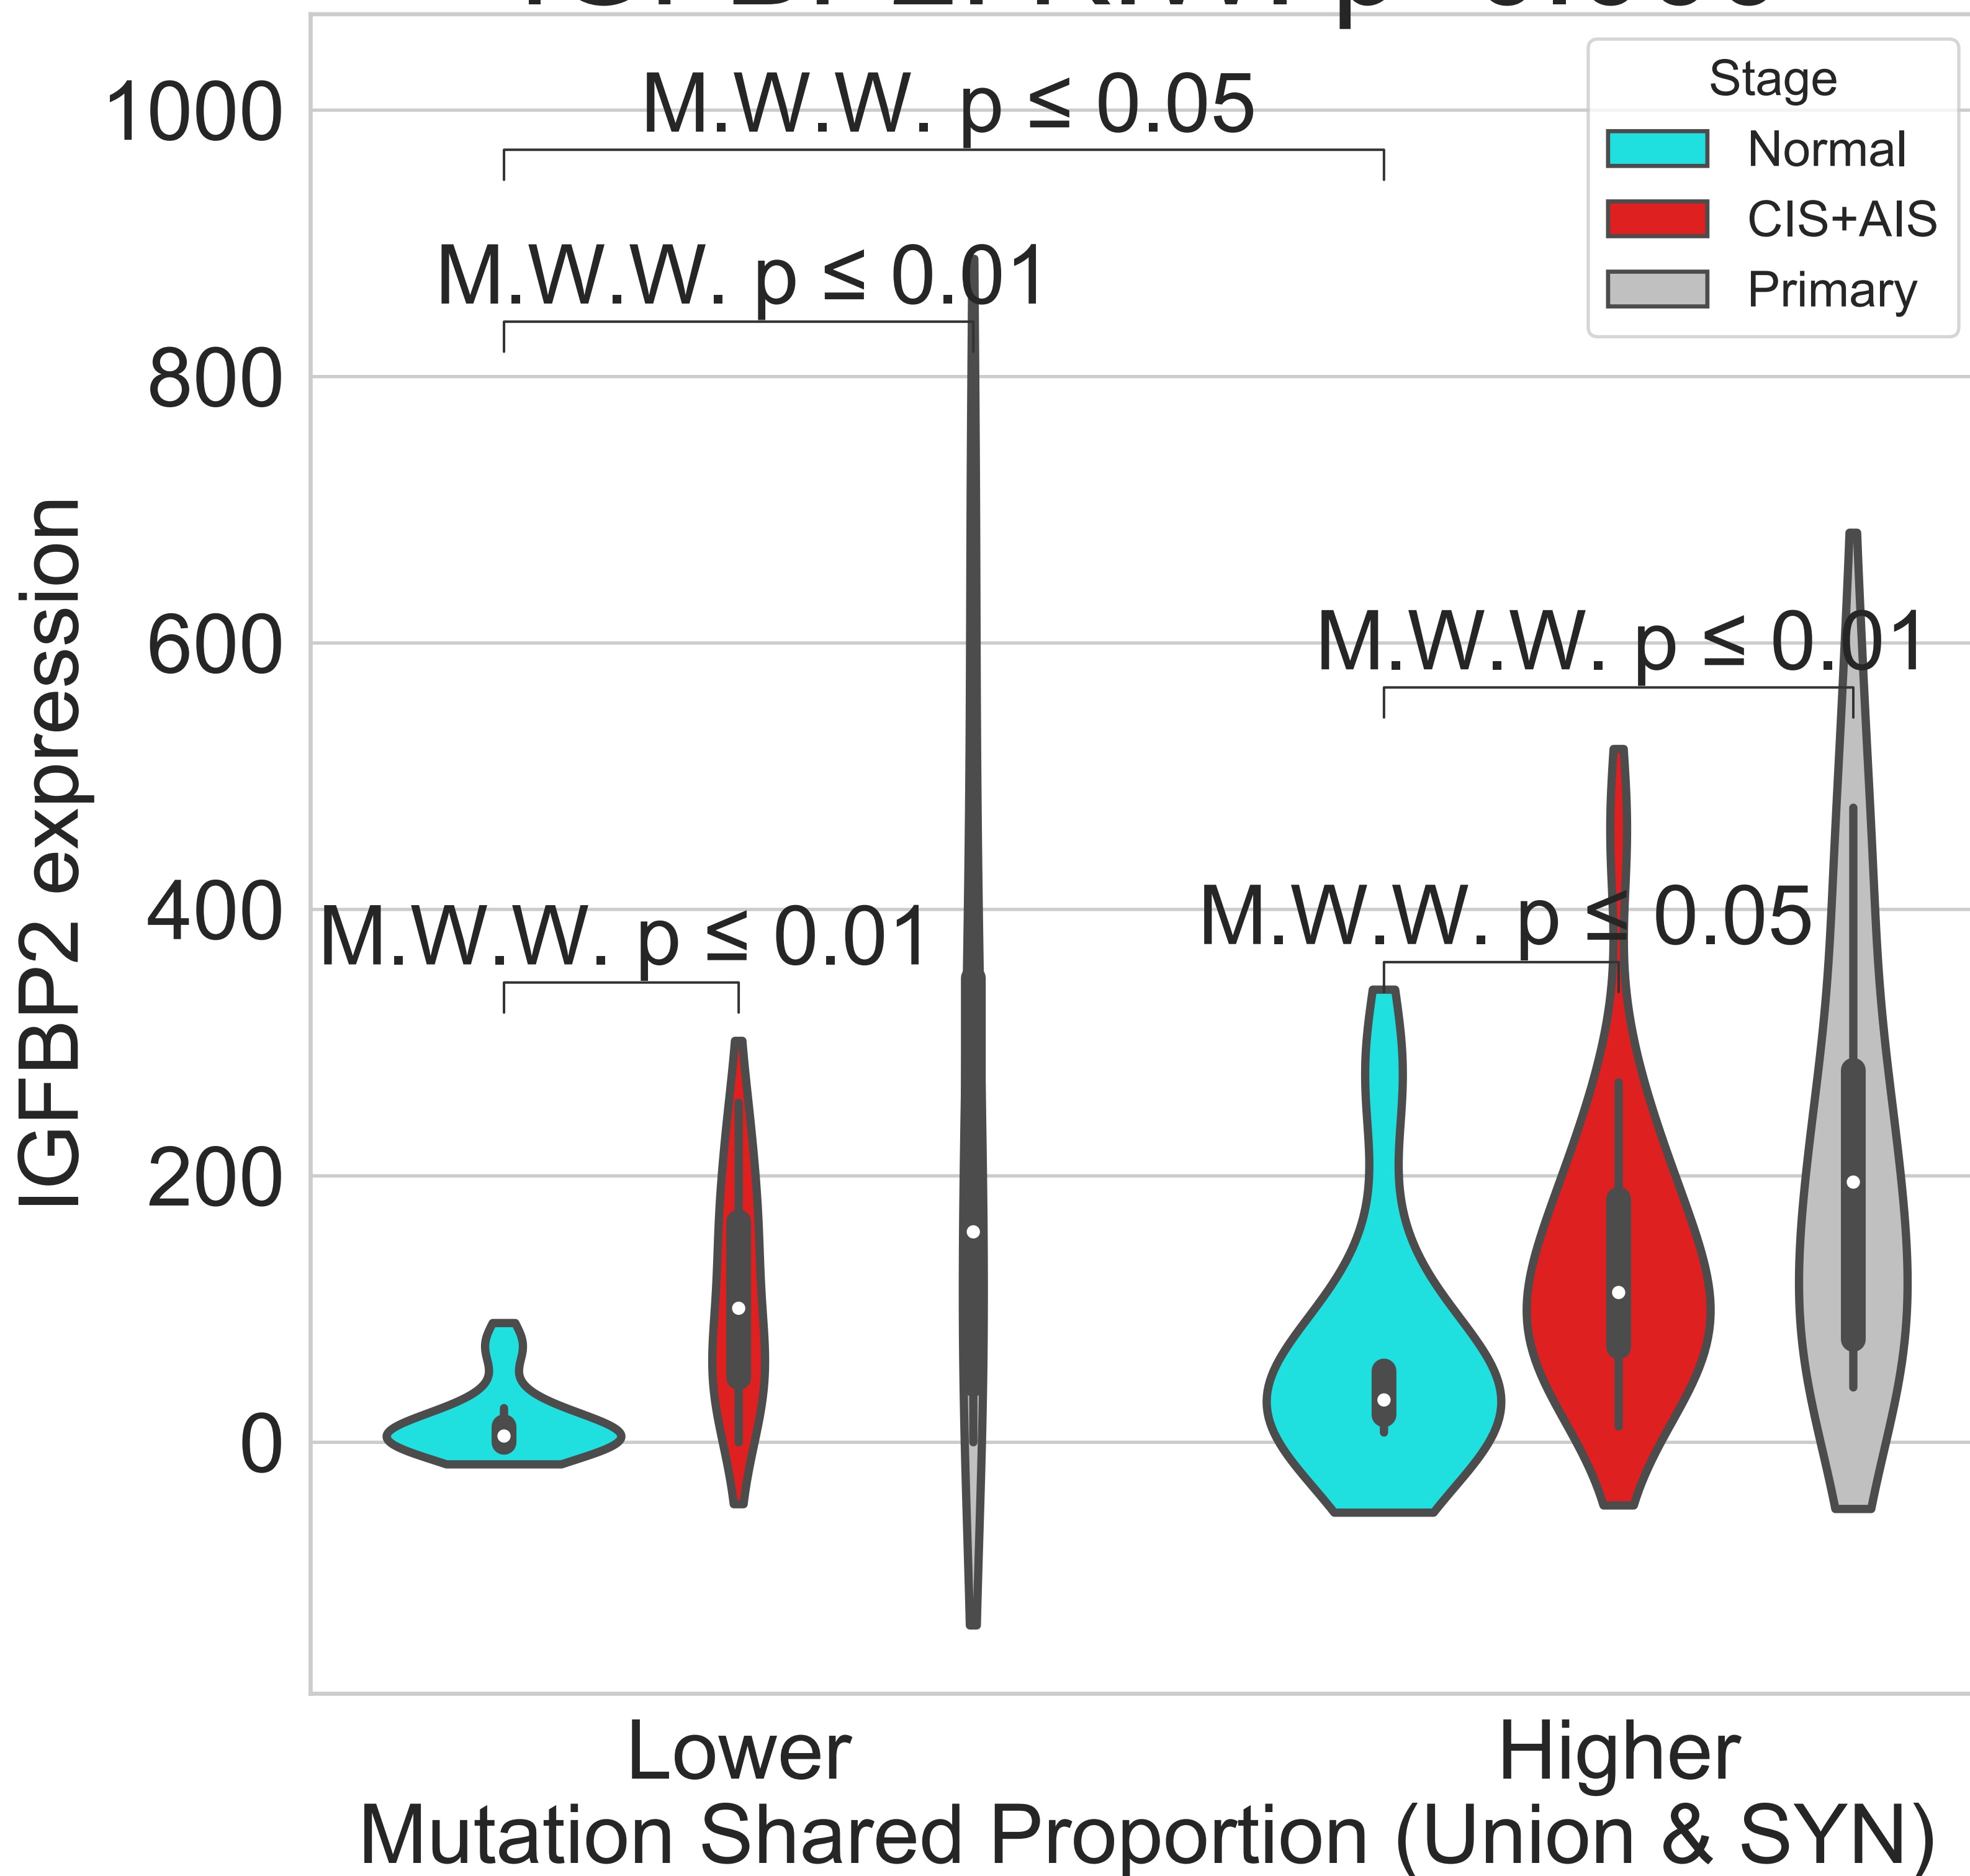 1000
800
600
400
200
0
IGFBP2 expression
M.W.W. p ≤ 0.05
M.W.W. p ≤ 0.01
M.W.W. p ≤ 0.01
M.W.W. p ≤ 0.01
M.W.W. p ≤ 0.05
Stage
Normal
CIS+AIS
Primary
Lower
Higher
Mutation Shared Proportion (Union & SYN)